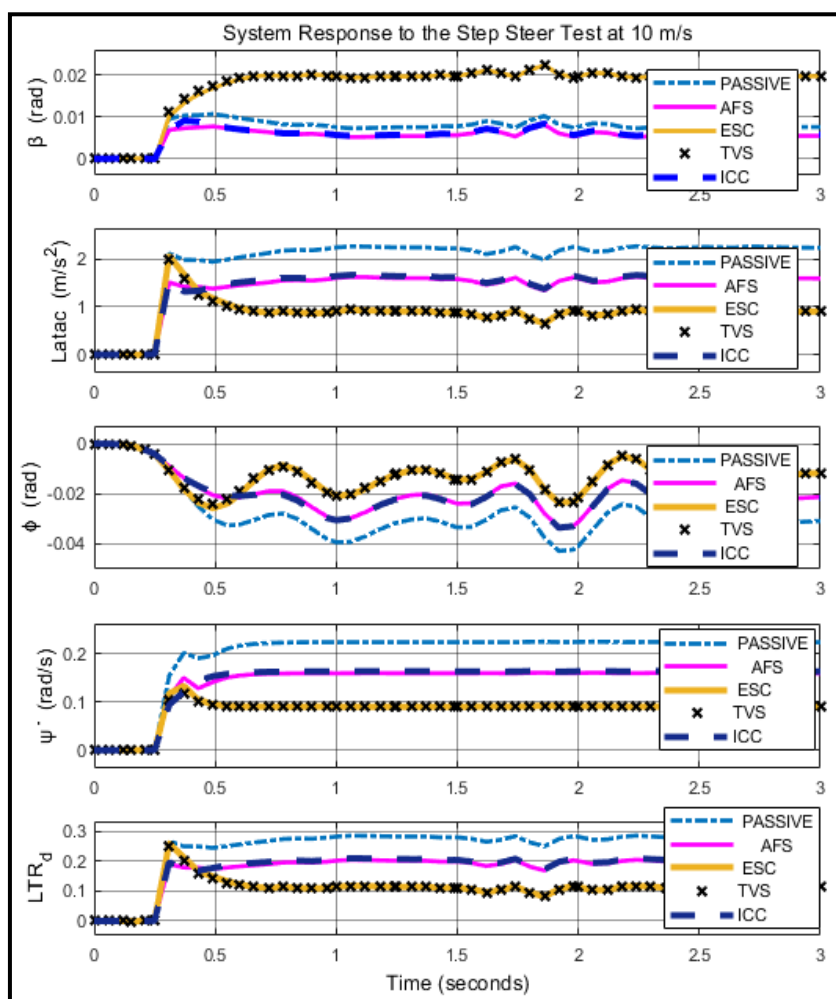 System Response to the Step Steer Test at 10 m/s
β (rad)
0.02
0.01
0
PASSIVE
AFS
ESC
TVS
ICC
0 0.5 1 1.5 2 2.5 3
Latac (m/s²)
2
1
0
PASSIVE
AFS
ESC
TVS
ICC
0 0.5 1 1.5 2 2.5 3
ϕ (rad)
0
-0.02
-0.04
PASSIVE
AFS
ESC
TVS
ICC
0 0.5 1 1.5 2 2.5 3
ψ˙ (rad/s)
0.2
0.1
0
PASSIVE
AFS
ESC
TVS
ICC
0 0.5 1 1.5 2 2.5 3
LTR_d
0.3
0.2
0.1
0
PASSIVE
AFS
ESC
TVS
ICC
0 0.5 1 1.5 2 2.5 3
Time (seconds)